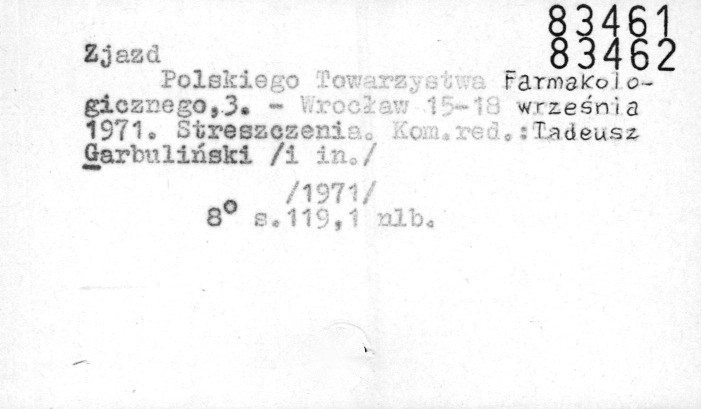 83461
83462
Zjazd
Polskiego Towarzystwa Farmakolo-
gicznego,3. - Wrocław 15-18 września
1971. Streszczenia. Kom.red.:Tadeusz
Garbuliński /i in./
/1971/
8° s.119,1 nlb.